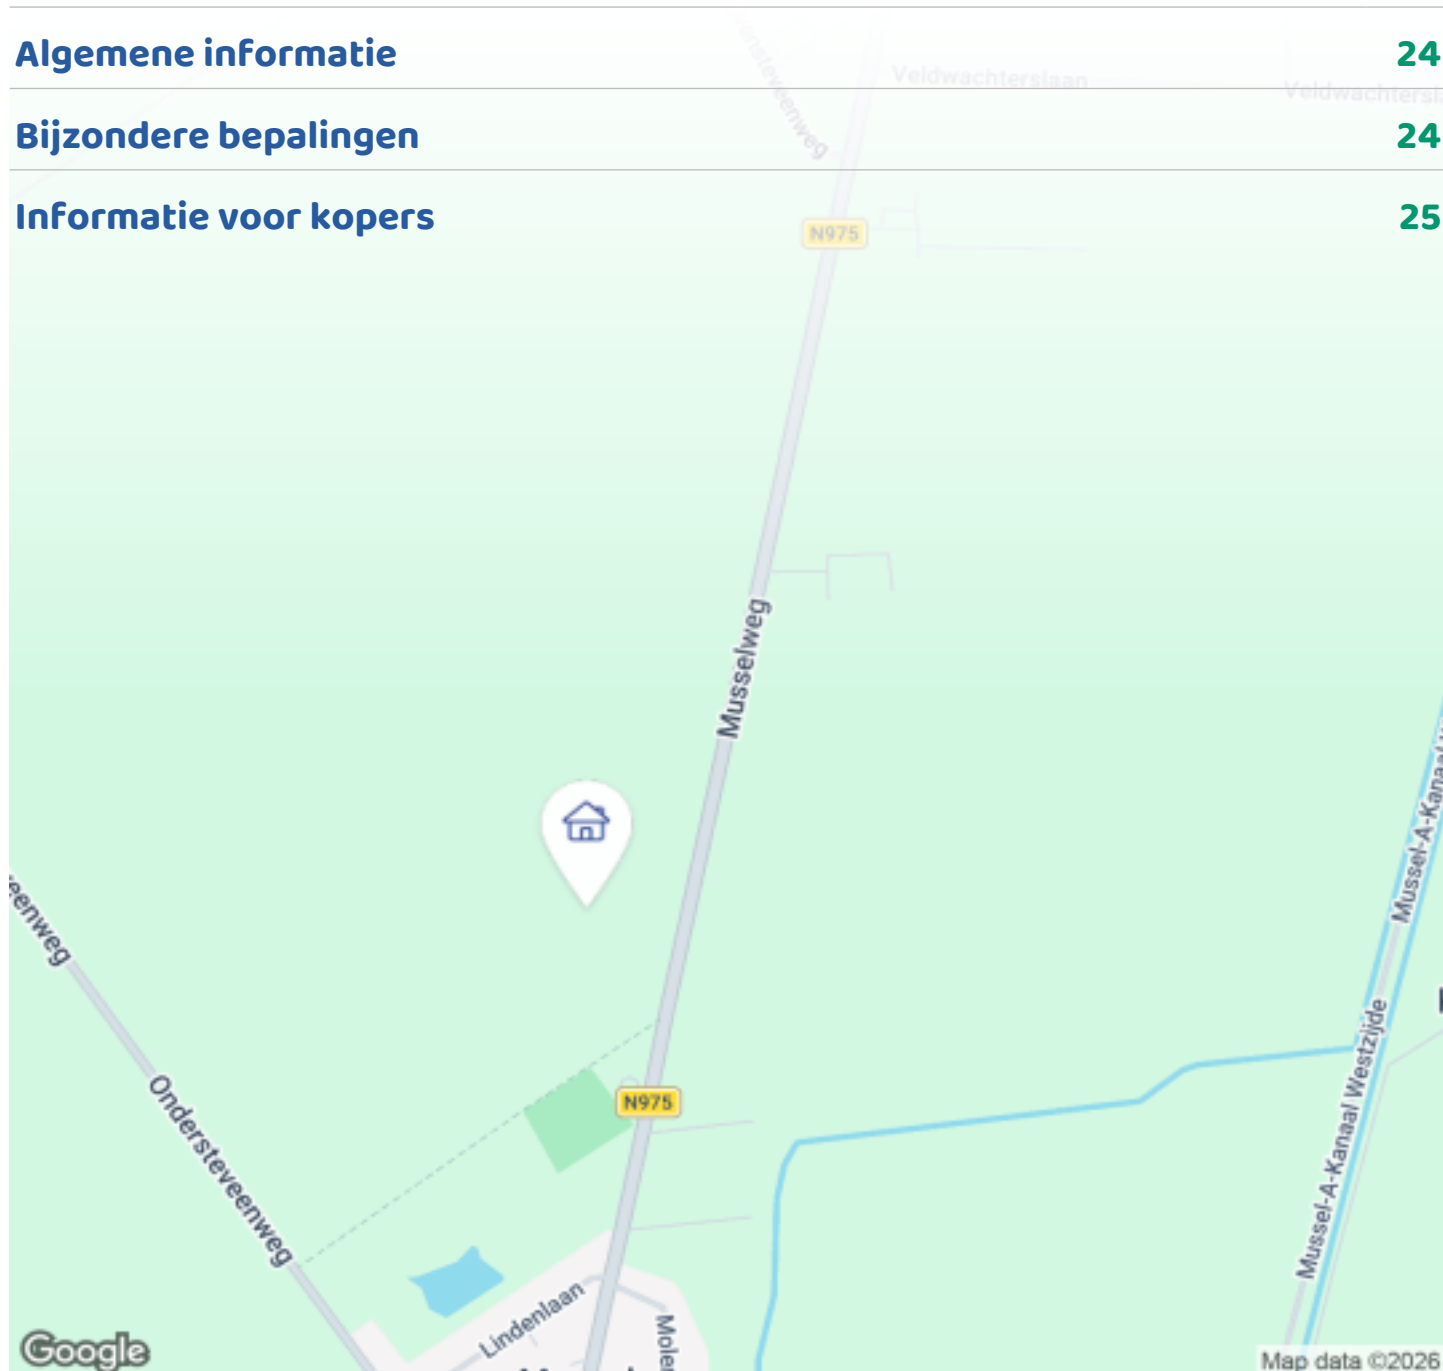 Algemene informatie 24
Veldwachterslaan
Bijzondere bepalingen 24
Informatie voor kopers 25
N975
Musselweg
N975
Ondersteveenweg
Mussel-A-Kanaal Westzijde
Lindenlaan
Google
Map data ©2026